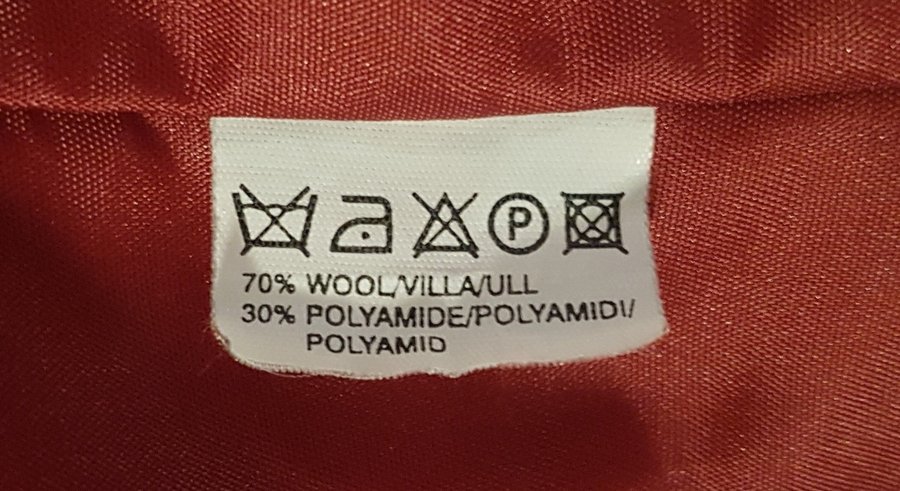 P
70% WOOL/VILLA/ULL
30% POLYAMIDE/POLYAMIDI/
POLYAMID